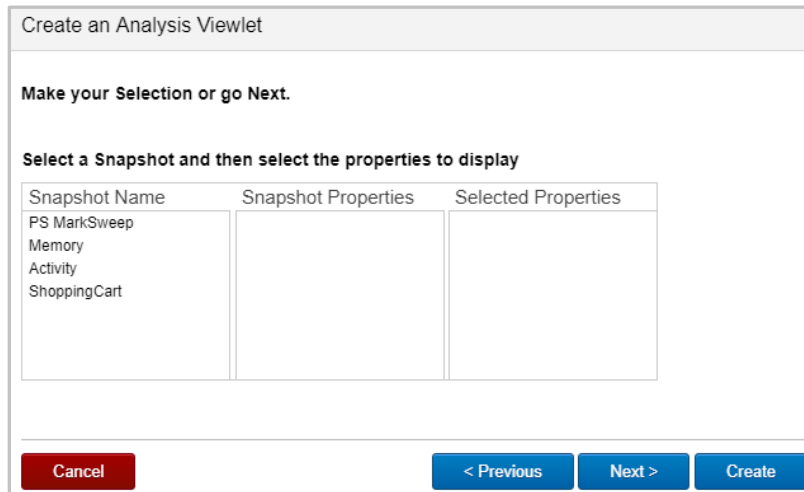 Create an Analysis Viewlet
Make your Selection or go Next.
Select a Snapshot and then select the properties to display
Snapshot Name Snapshot Properties Selected Properties
PS MarkSweep
Memory
Activity
ShoppingCart
Cancel < Previous Next > Create